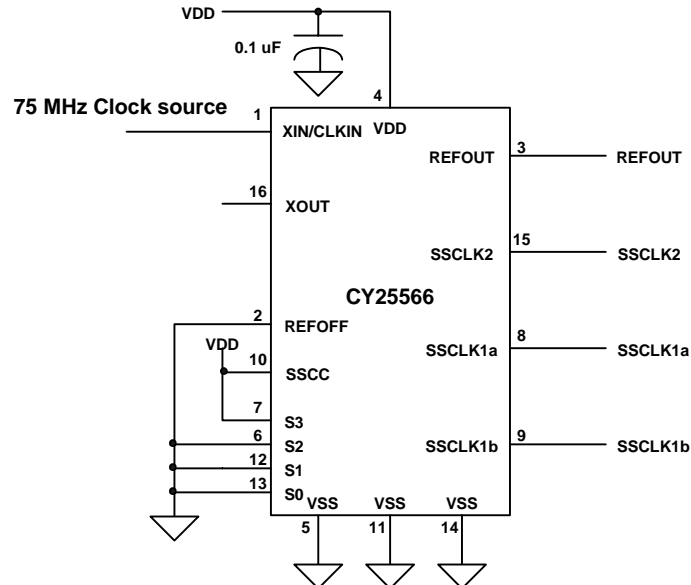 VDD
0.1 uF
4
75 MHz Clock source
1
XIN/CLKIN
VDD
3
REFOUT
REFOUT
16
XOUT
15
SSCLK2
SSCLK2
CY25566
2
REFOFF
VDD
10
SSCC
8
SSCLK1a
SSCLK1a
7
S3
6
S2
12
S1
13
S0
9
SSCLK1b
SSCLK1b
VSS
VSS
VSS
5
11
14